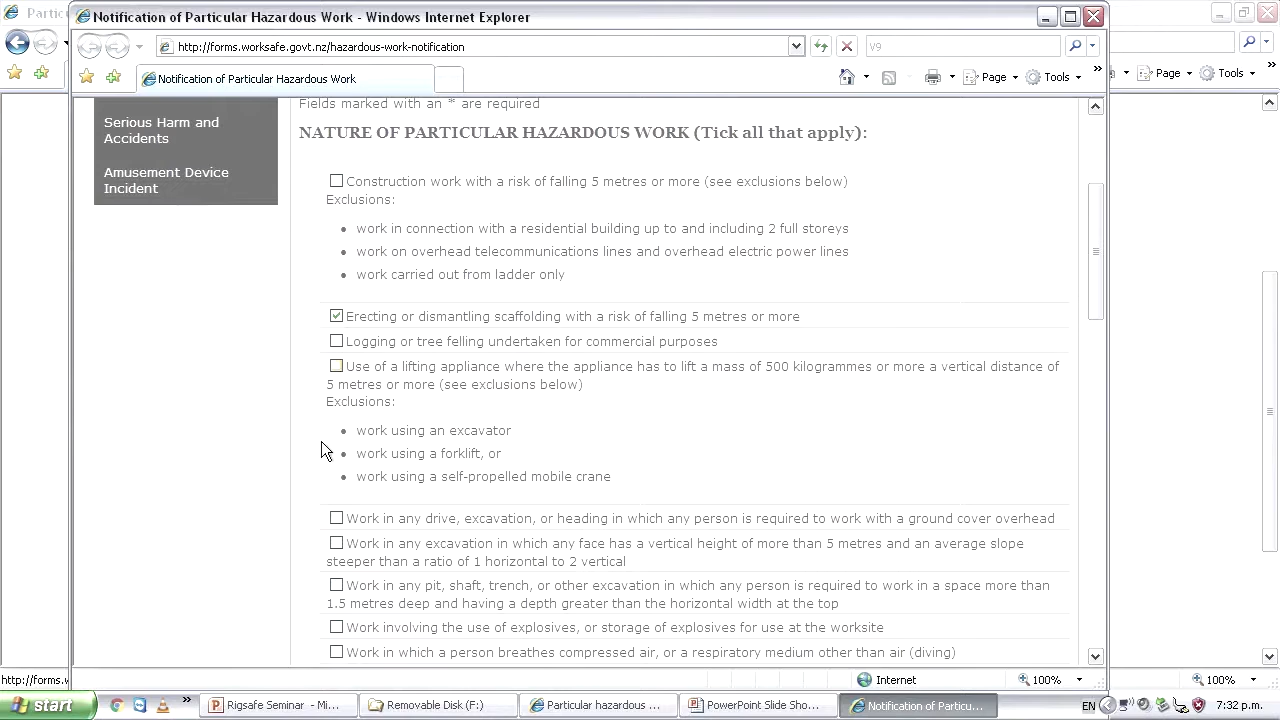 Partic
Notification of Particular Hazardous Work - Windows Internet Explorer
http://forms.worksafe.govt.nz/hazardous-work-notification
V9
Notification of Particular Hazardous Work
Page
Tools
»
Page
Tools
»
Serious Harm and
Accidents
Amusement Device
Incident
Fields marked with an * are required
NATURE OF PARTICULAR HAZARDOUS WORK (Tick all that apply):
Construction work with a risk of falling 5 metres or more (see exclusions below)
Exclusions:
• work in connection with a residential building up to and including 2 full storeys
• work on overhead telecommunications lines and overhead electric power lines
• work carried out from ladder only
Erecting or dismantling scaffolding with a risk of falling 5 metres or more
Logging or tree felling undertaken for commercial purposes
Use of a lifting appliance where the appliance has to lift a mass of 500 kilogrammes or more a vertical distance of
5 metres or more (see exclusions below)
Exclusions:
• work using an excavator
• work using a forklift, or
• work using a self-propelled mobile crane
Work in any drive, excavation, or heading in which any person is required to work with a ground cover overhead
Work in any excavation in which any face has a vertical height of more than 5 metres and an average slope
steeper than a ratio of 1 horizontal to 2 vertical
Work in any pit, shaft, trench, or other excavation in which any person is required to work in a space more than
1.5 metres deep and having a depth greater than the horizontal width at the top
Work involving the use of explosives, or storage of explosives for use at the worksite
Work in which a person breathes compressed air, or a respiratory medium other than air (diving)
http://forms.w
Internet
100%
100%
start
»
Rigsafe Seminar - Mi...
Removable Disk (F:)
Particular hazardous ...
PowerPoint Slide Sho...
Notification of Particu...
EN
7:32 p.m.